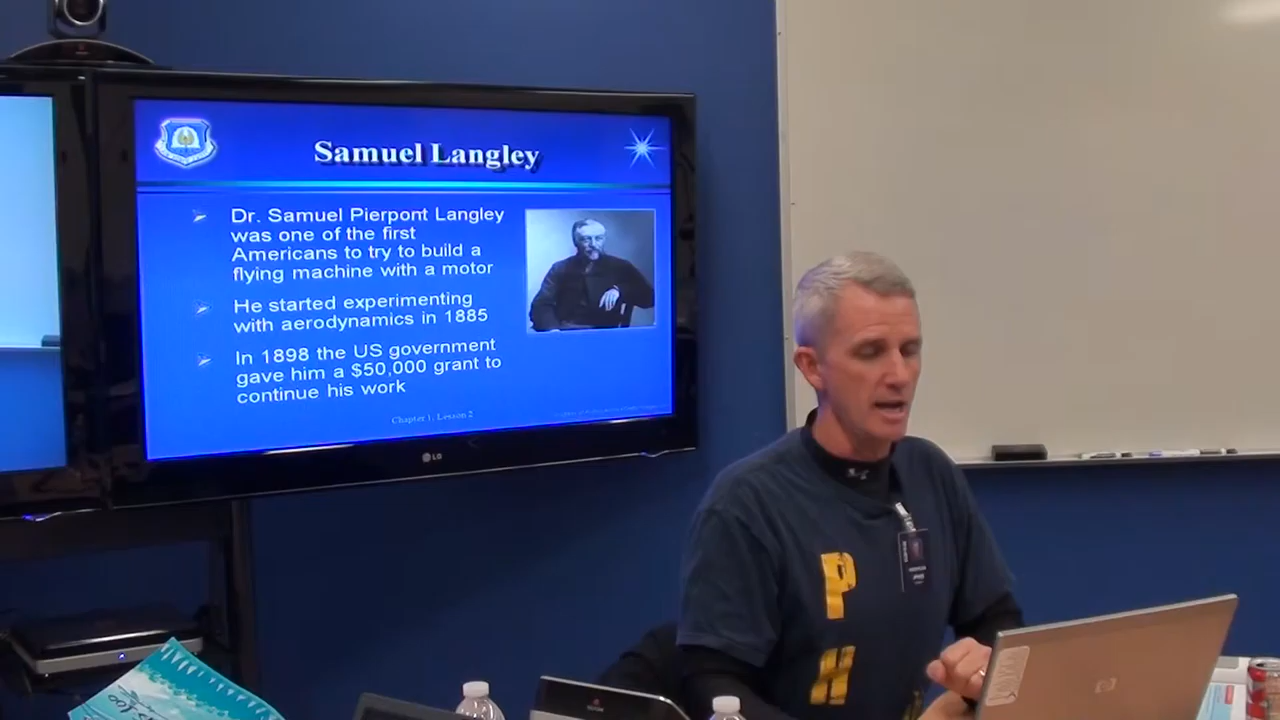 Samuel Langley
Dr. Samuel Pierpont Langley
was one of the first
Americans to try to build a
flying machine with a motor
He started experimenting
with aerodynamics in 1885
In 1898 the US government
gave him a $50,000 grant to
continue his work
Chapter 1, Lesson 2
LG
P
H
hp